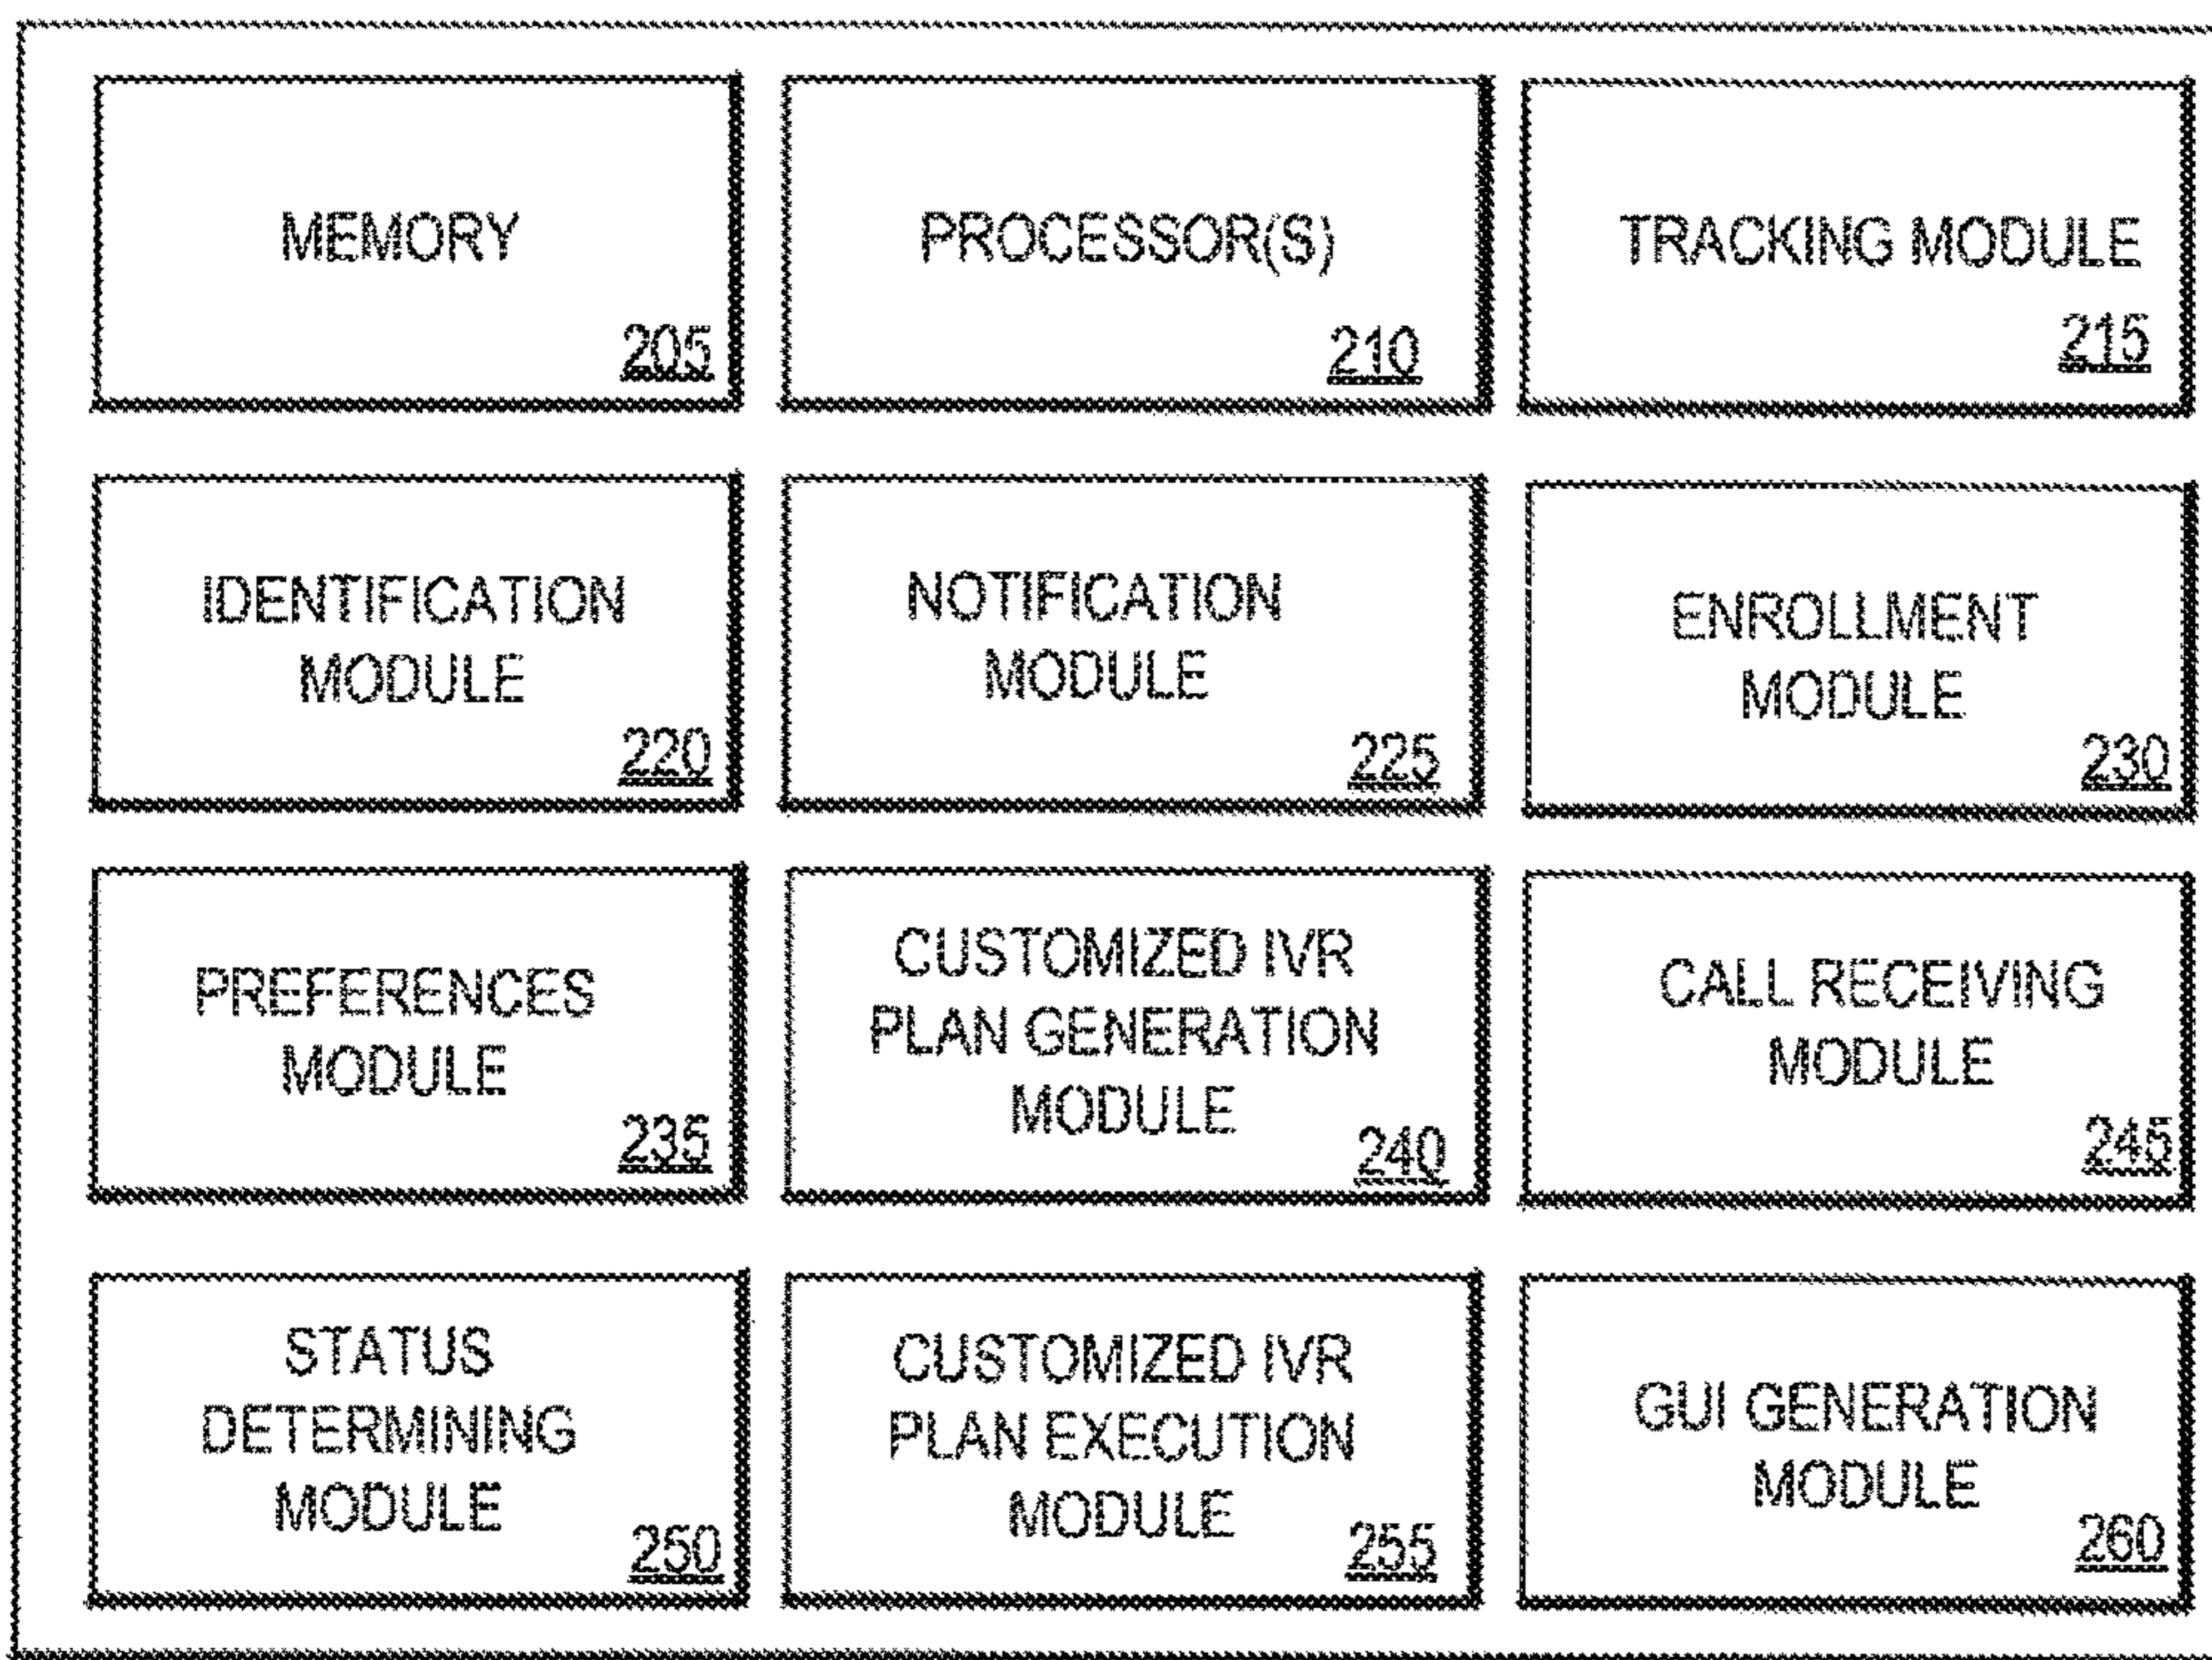 MEMORY
205
PROCESSOR(S)
210
TRACKING MODULE
215
IDENTIFICATION
MODULE
220
NOTIFICATION
MODULE
225
ENROLLMENT
MODULE
230
PREFERENCES
MODULE
235
CUSTOMIZED IVR
PLAN GENERATION
MODULE
240
CALL RECEIVING
MODULE
245
STATUS
DETERMINING
MODULE
250
CUSTOMIZED IVR
PLAN EXECUTION
MODULE
255
GUI GENERATION
MODULE
260